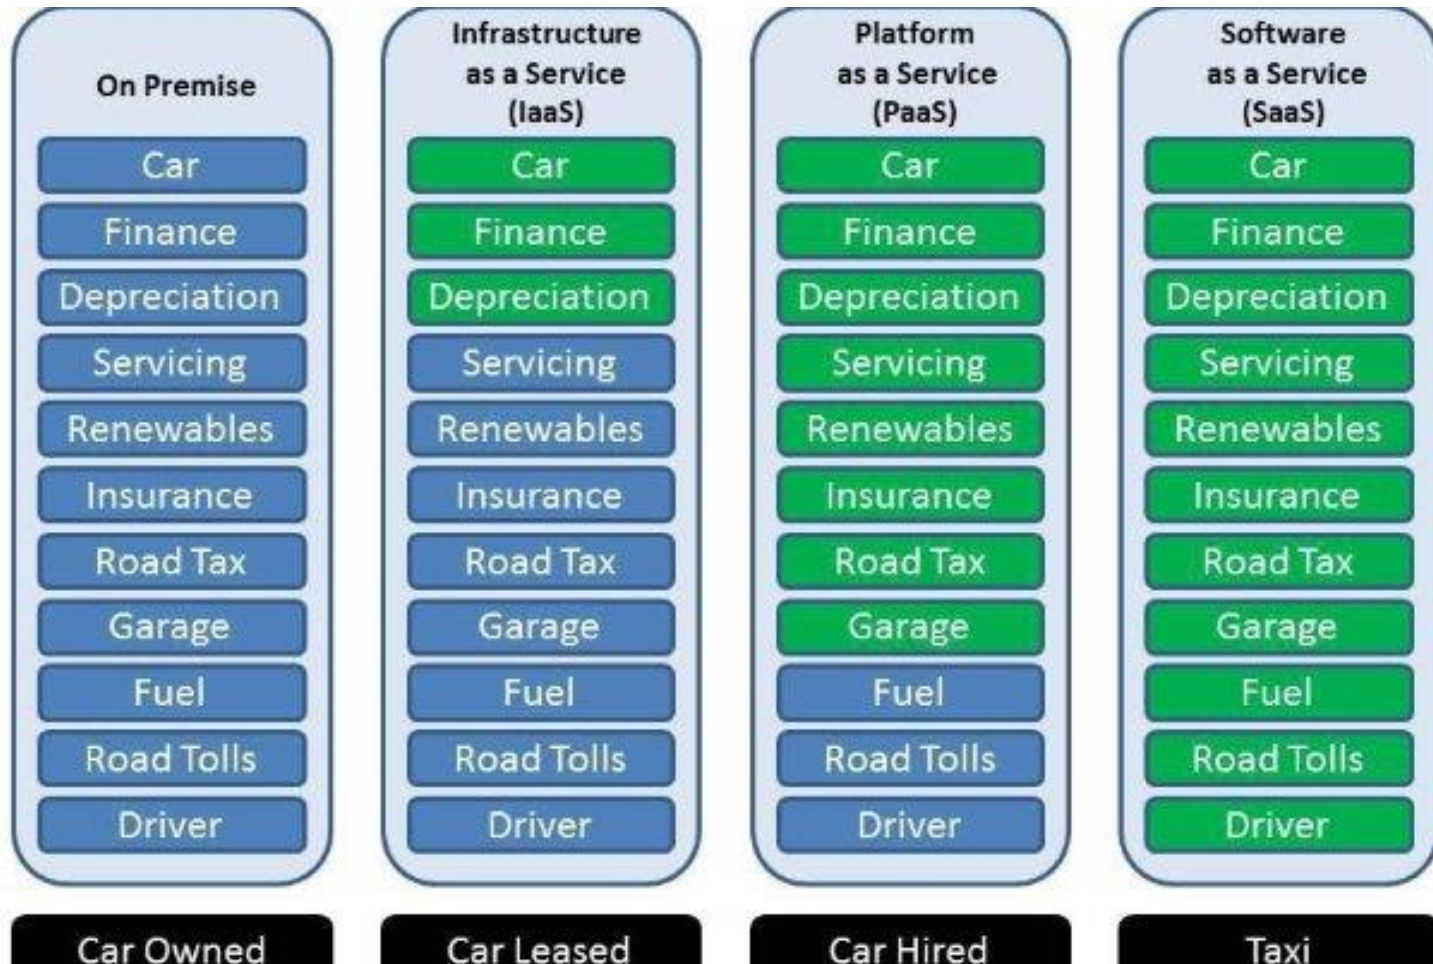 On Premise
Car
Finance
Depreciation
Servicing
Renewables
Insurance
Road Tax
Garage
Fuel
Road Tolls
Driver
Car Owned
Infrastructure
as a Service
(IaaS)
Car
Finance
Depreciation
Servicing
Renewables
Insurance
Road Tax
Garage
Fuel
Road Tolls
Driver
Car Leased
Platform
as a Service
(PaaS)
Car
Finance
Depreciation
Servicing
Renewables
Insurance
Road Tax
Garage
Fuel
Road Tolls
Driver
Car Hired
Software
as a Service
(SaaS)
Car
Finance
Depreciation
Servicing
Renewables
Insurance
Road Tax
Garage
Fuel
Road Tolls
Driver
Taxi